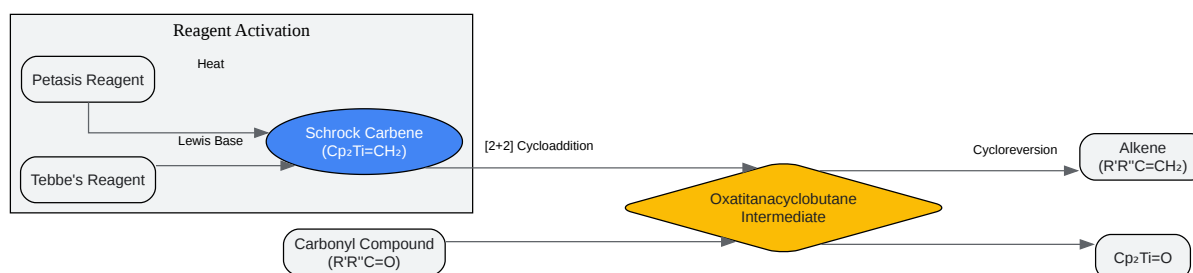 Reagent Activation
Heat
Petasis Reagent
Lewis Base
Tebbe's Reagent
Schrock Carbene
(Cp₂Ti=CH₂)
[2+2] Cycloaddition
Carbonyl Compound
(R'R''C=O)
Oxatitanacyclobutane
Intermediate
Cycloreversion
Alkene
(R'R''C=CH₂)
Cp₂Ti=O